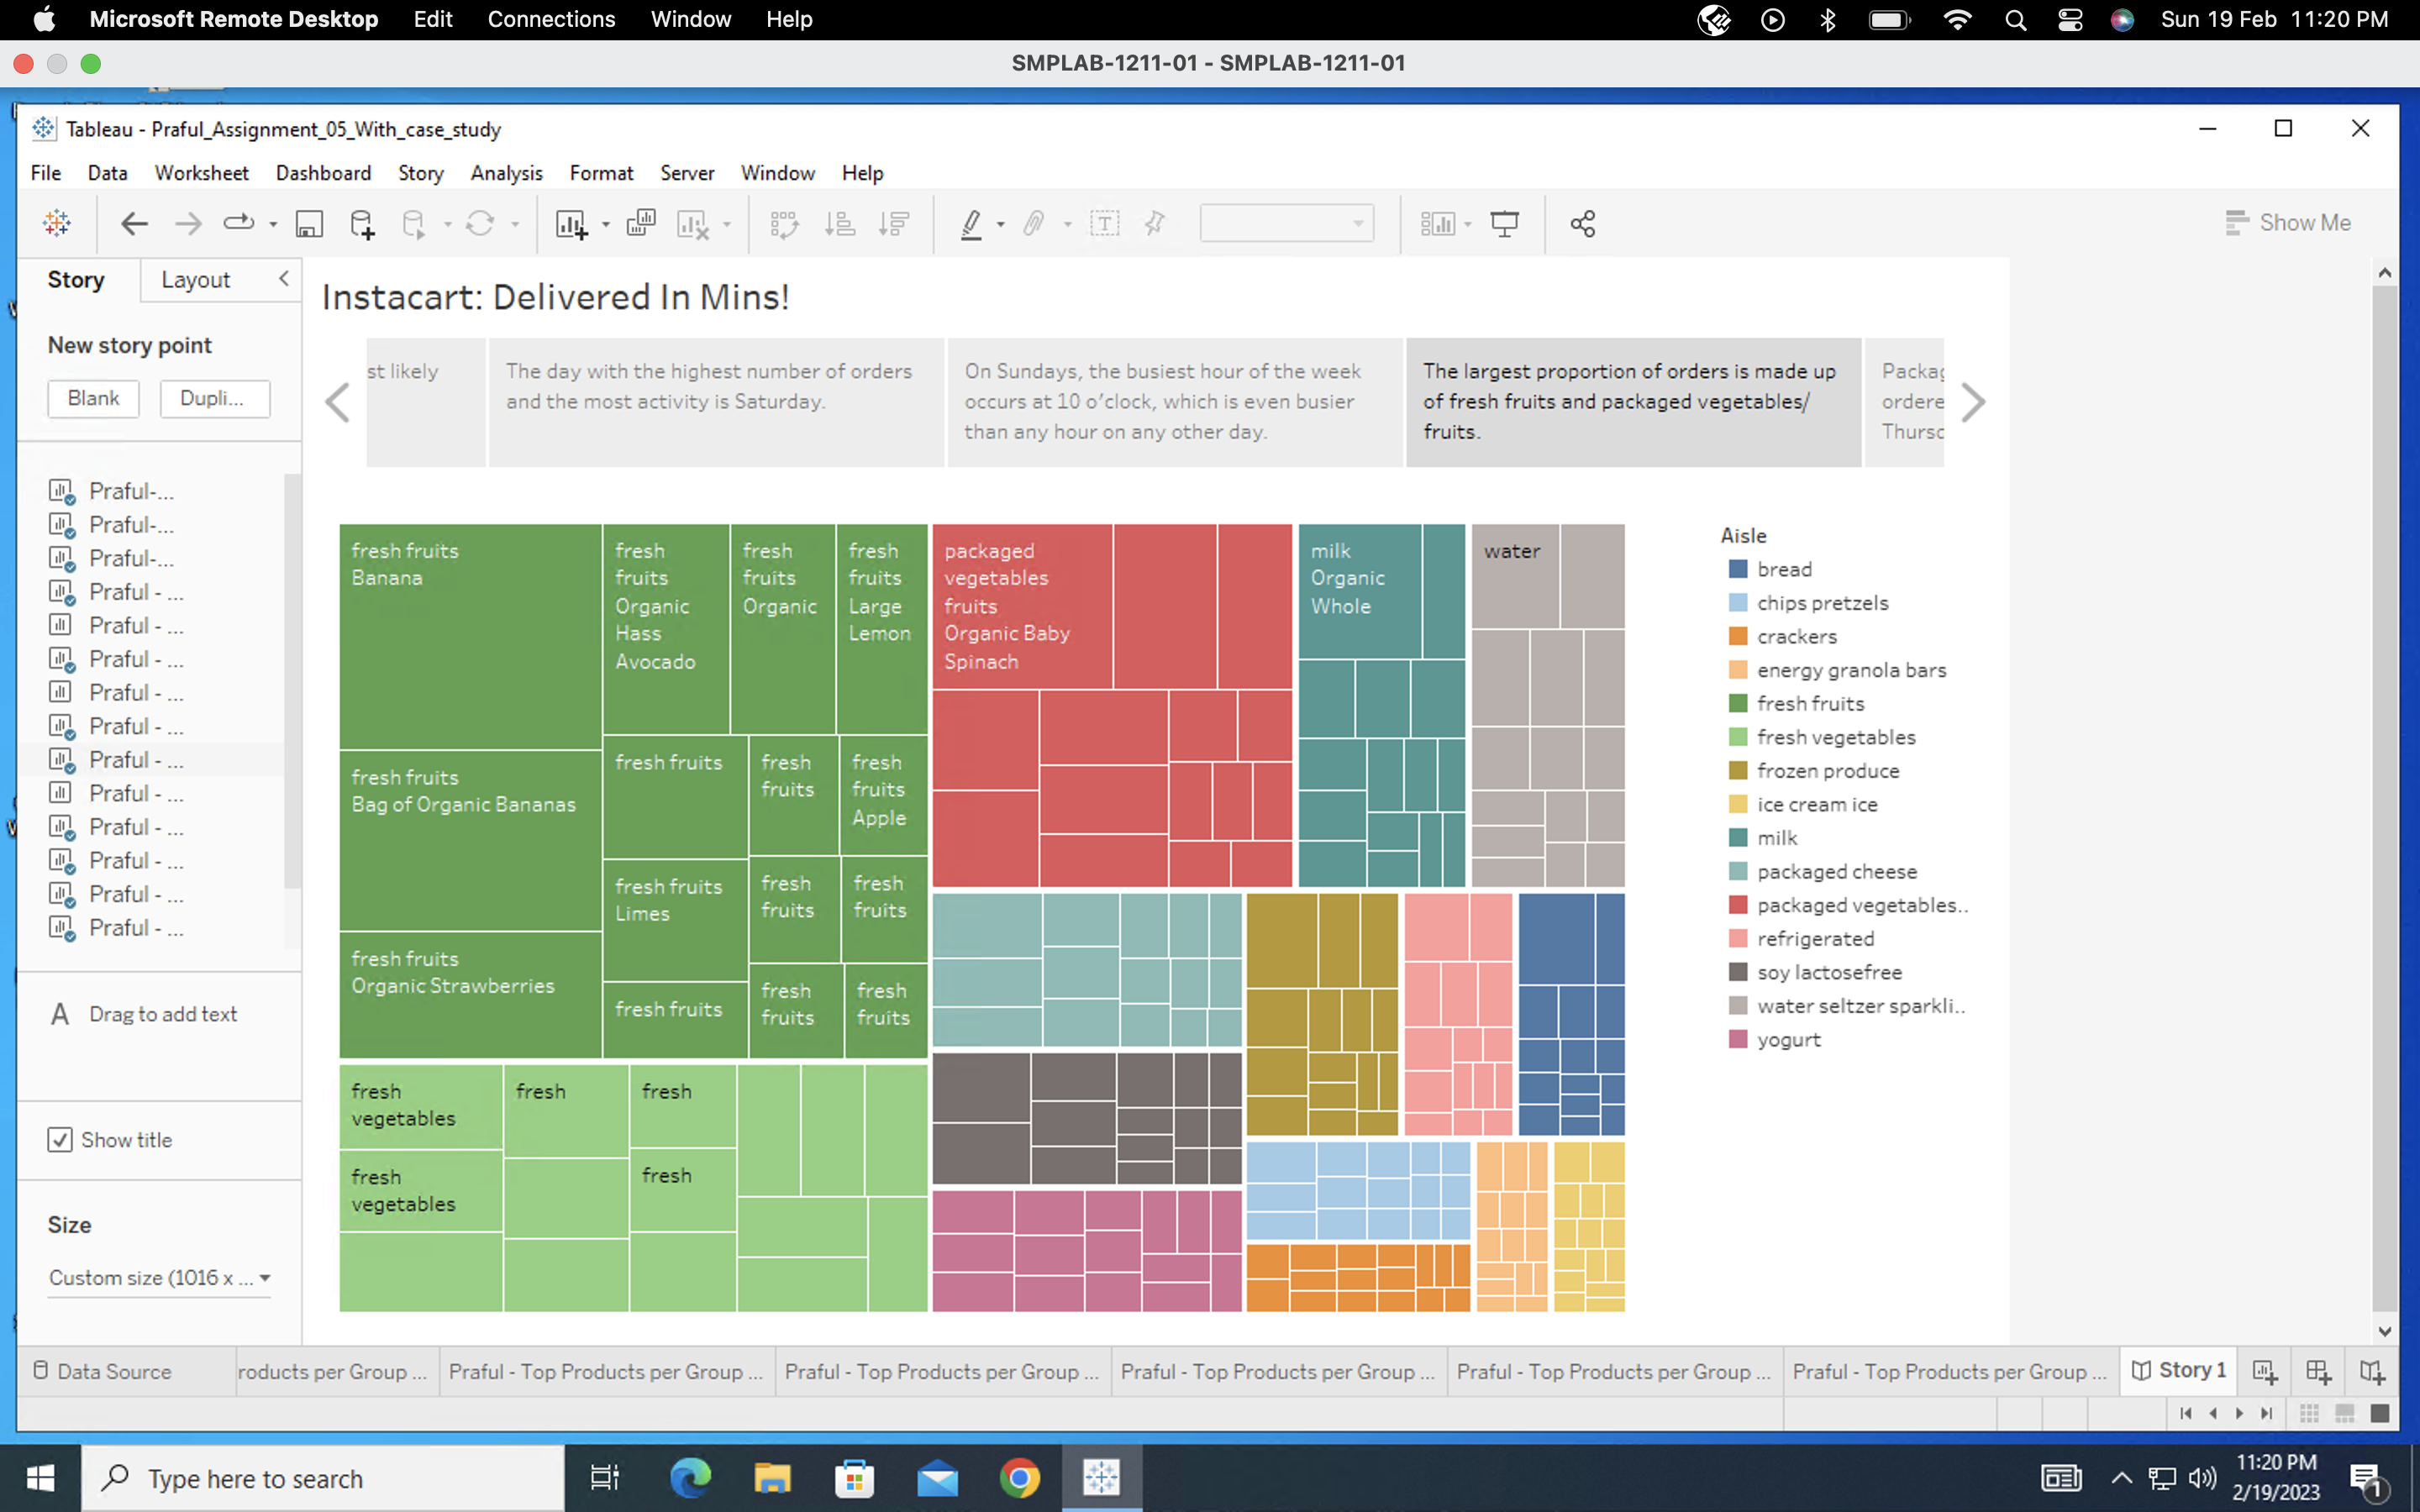 Microsoft Remote Desktop Edit Connections Window Help Sun 19 Feb 11:20 PM
SMPLAB-1211-01 - SMPLAB-1211-01
Tableau - Praful_Assignment_05_With_case_study
File Data Worksheet Dashboard Story Analysis Format Server Window Help
Show Me
Story Layout
New story point
Blank Dupli...
Praful-...
Praful-...
Praful-...
Praful - ...
Praful - ...
Praful - ...
Praful - ...
Praful - ...
Praful - ...
Praful - ...
Praful - ...
Praful - ...
Praful - ...
Praful - ...
A Drag to add text
Show title
Size
Custom size (1016 x ...
Instacart: Delivered In Mins!
st likely
The day with the highest number of orders
and the most activity is Saturday.
On Sundays, the busiest hour of the week
occurs at 10 o'clock, which is even busier
than any hour on any other day.
The largest proportion of orders is made up
of fresh fruits and packaged vegetables/
fruits.
Packag
ordere
Thursd
fresh fruits
Banana
fresh
fruits
Organic
Hass
Avocado
fresh
fruits
Organic
fresh
fruits
Large
Lemon
fresh fruits
Bag of Organic Bananas
fresh fruits
fresh
fruits
fresh
fruits
Apple
fresh fruits
Limes
fresh
fruits
fresh
fruits
fresh fruits
Organic Strawberries
fresh fruits
fresh
fruits
fresh
fruits
fresh
vegetables
fresh
fresh
fresh
vegetables
fresh
packaged
vegetables
fruits
Organic Baby
Spinach
milk
Organic
Whole
water
Aisle
bread
chips pretzels
crackers
energy granola bars
fresh fruits
fresh vegetables
frozen produce
ice cream ice
milk
packaged cheese
packaged vegetables..
refrigerated
soy lactosefree
water seltzer sparkli..
yogurt
Data Source
roducts per Group ...
Praful - Top Products per Group ...
Praful - Top Products per Group ...
Praful - Top Products per Group ...
Praful - Top Products per Group ...
Praful - Top Products per Group ...
Story 1
Type here to search
11:20 PM
2/19/2023
1